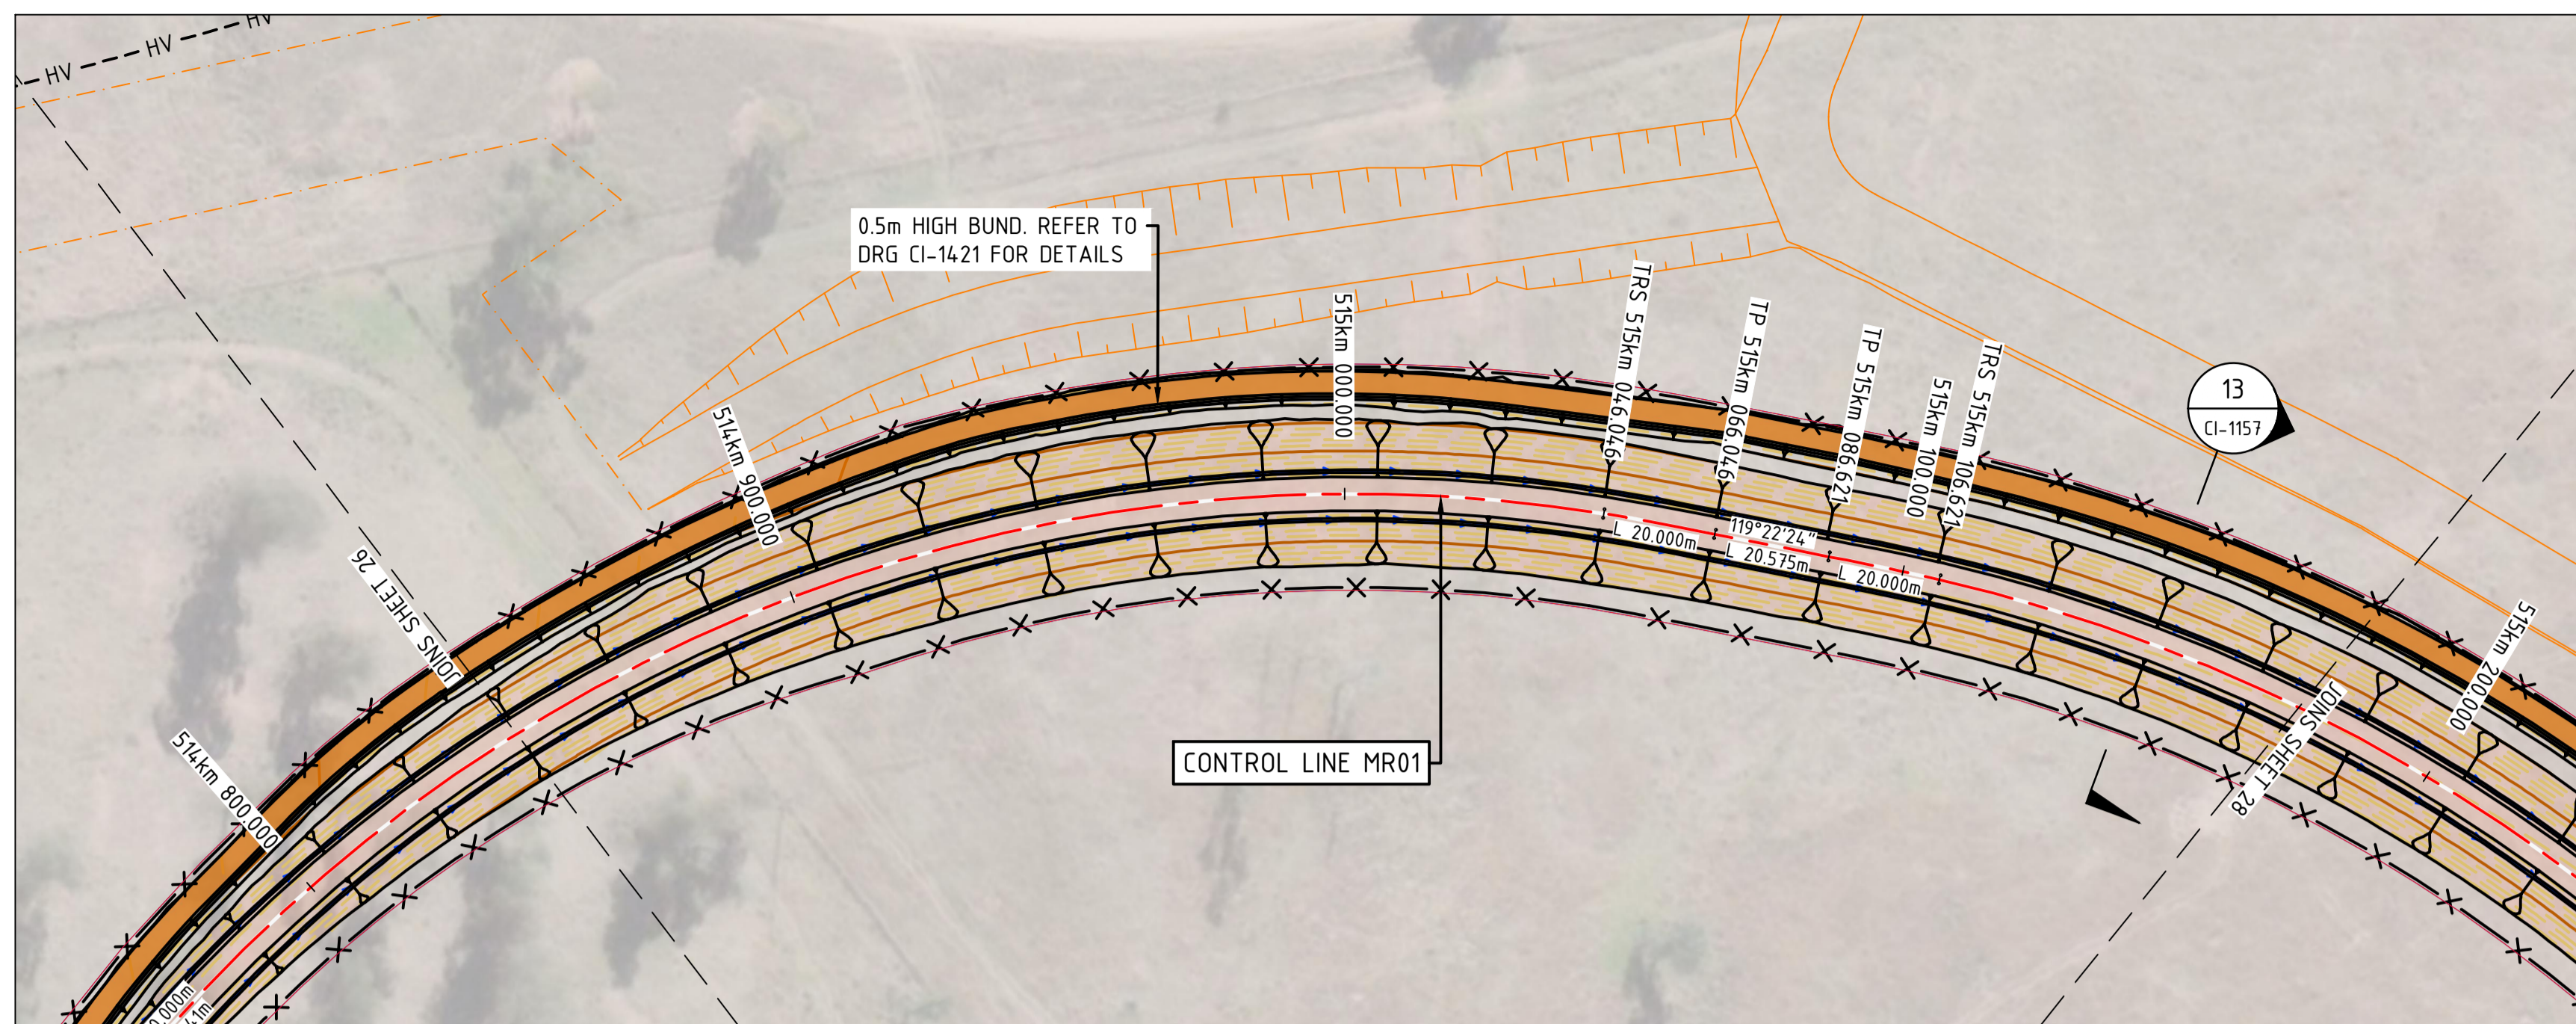 HV
HV
HV
0.5m HIGH BUND. REFER TO
DRG CI-1421 FOR DETAILS
515km 000.000
TRS 515km 046.046
TP 515km 066.046
TP 515km 086.621
515km 100.000
TRS 515km 106.621
13
CI-1157
514km 900.000
L 20.000m
119°22'24"
L 20.575m
L 20.000m
JOINS SHEET 26
515km 200.000
JOINS SHEET 28
CONTROL LINE MR01
514km 800.000